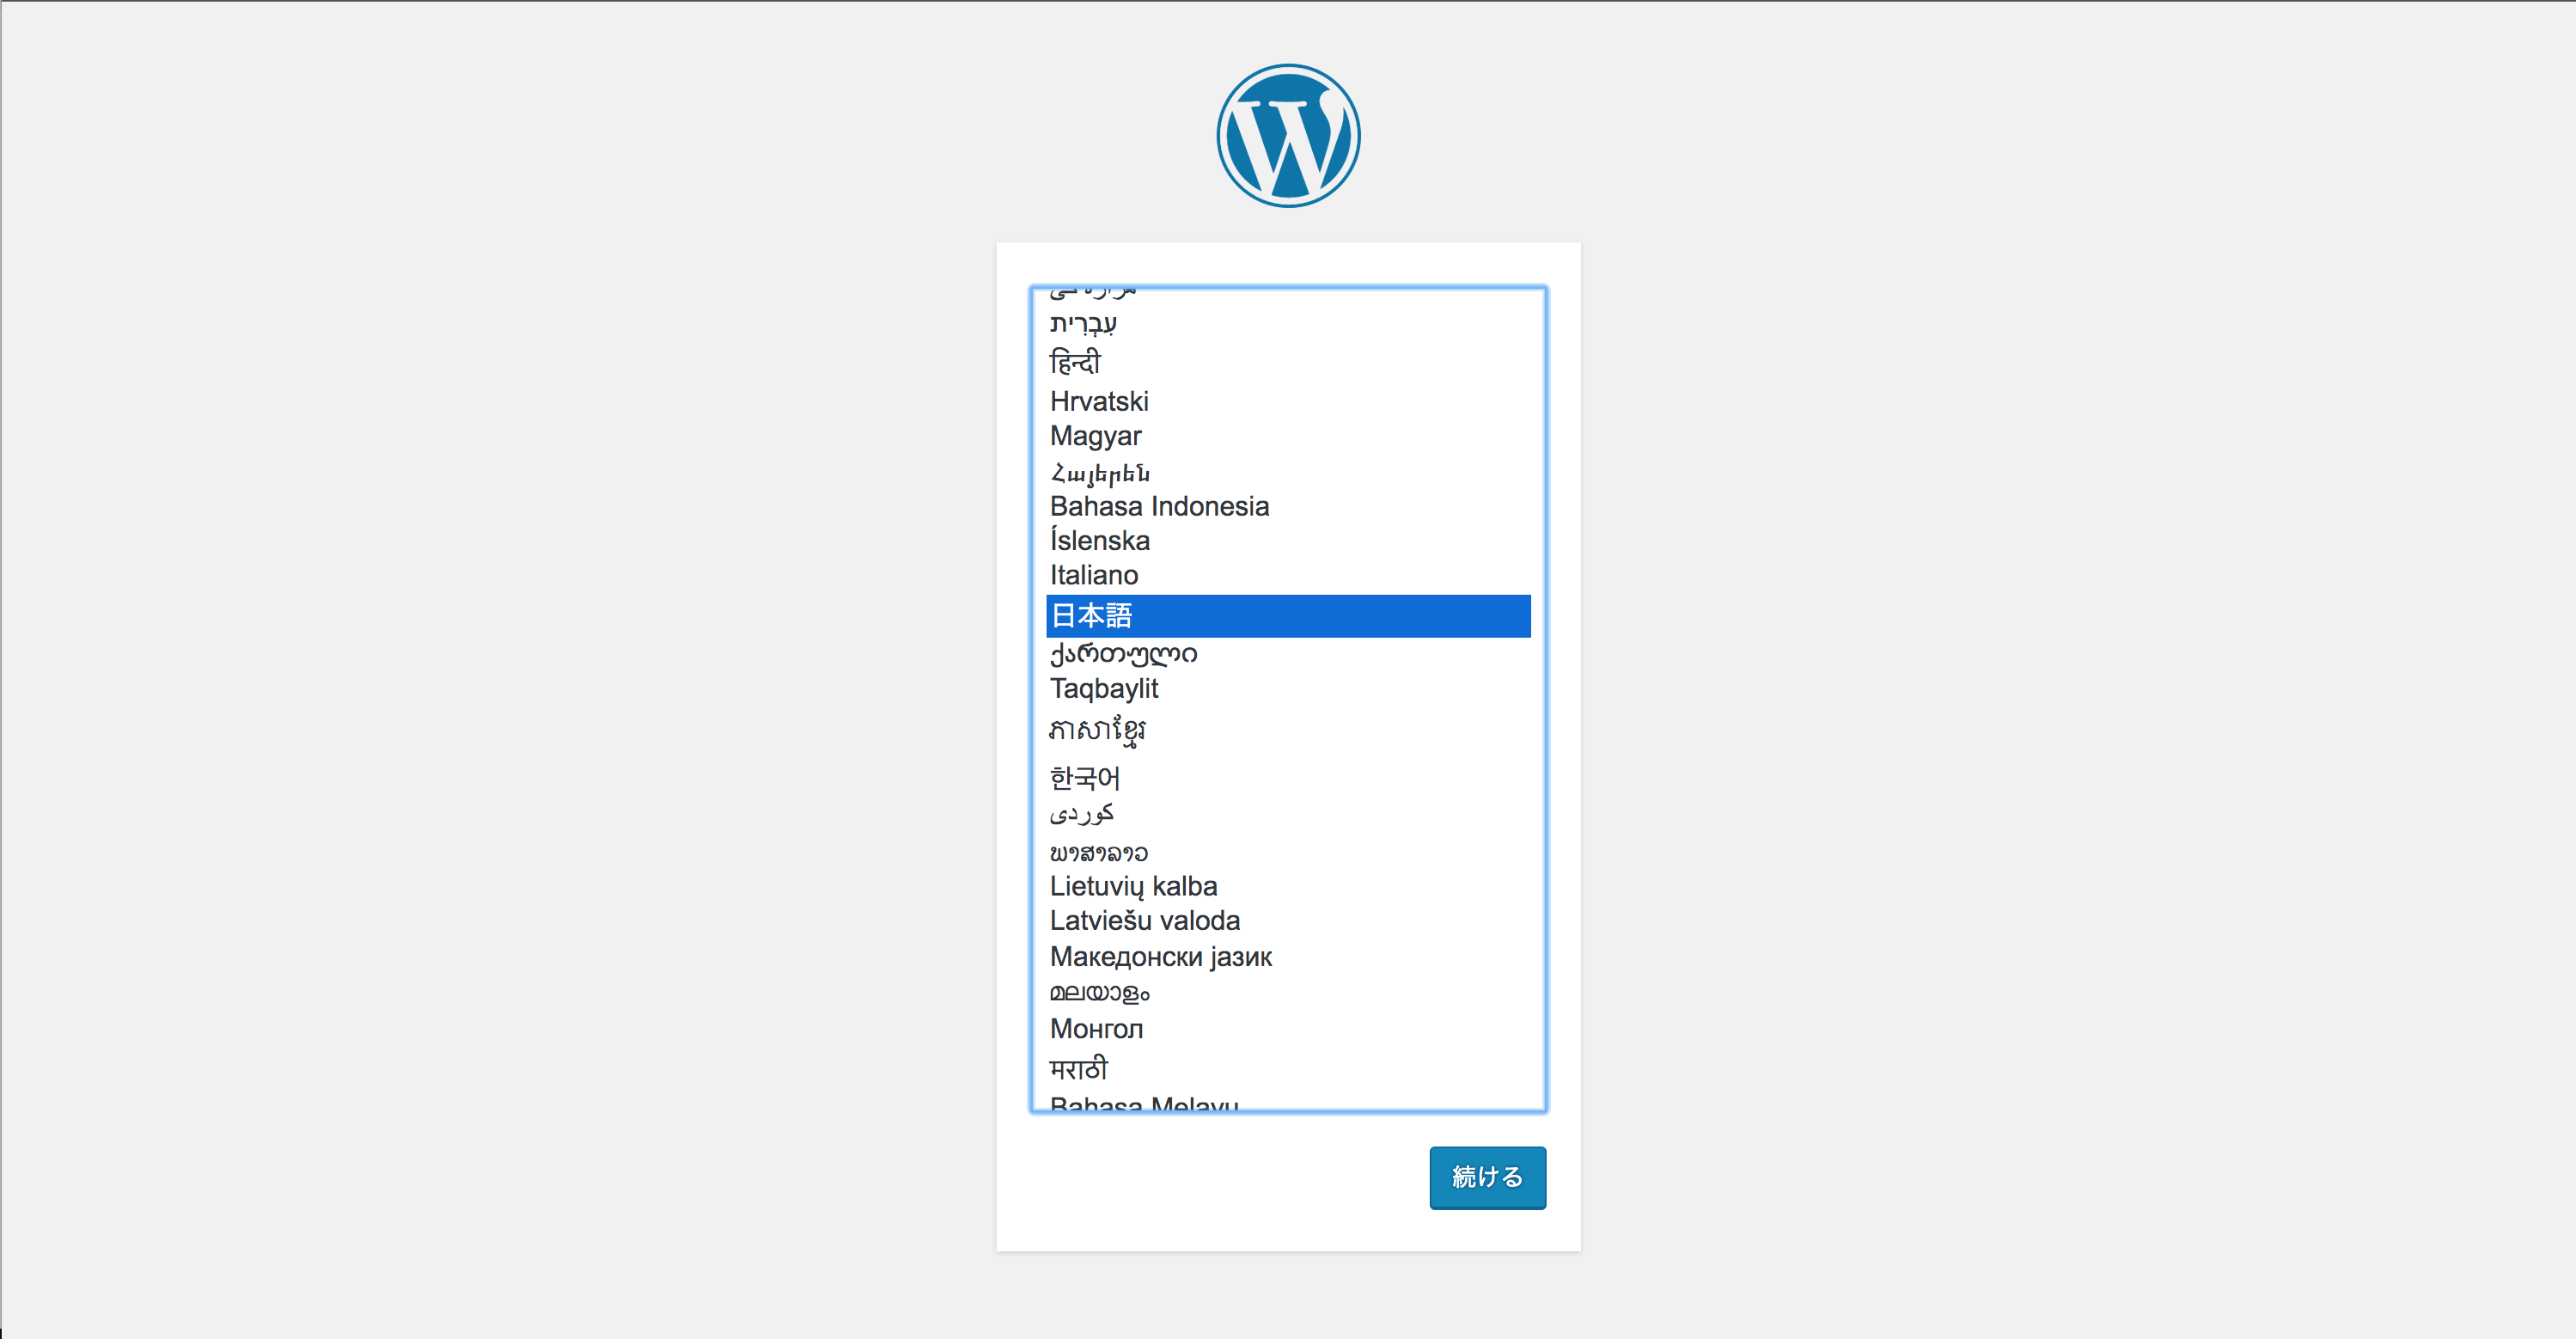 עִבְרִית
हिन्दी
Hrvatski
Magyar
Հայերեն
Bahasa Indonesia
Íslenska
Italiano
日本語
ქართული
Taqbaylit
ភាសាខ្មែរ
한국어
كوردی
ພາສາລາວ
Lietuvių kalba
Latviešu valoda
Македонски јазик
മലയാളം
Монгол
मराठी
Bahasa Melayu
続ける